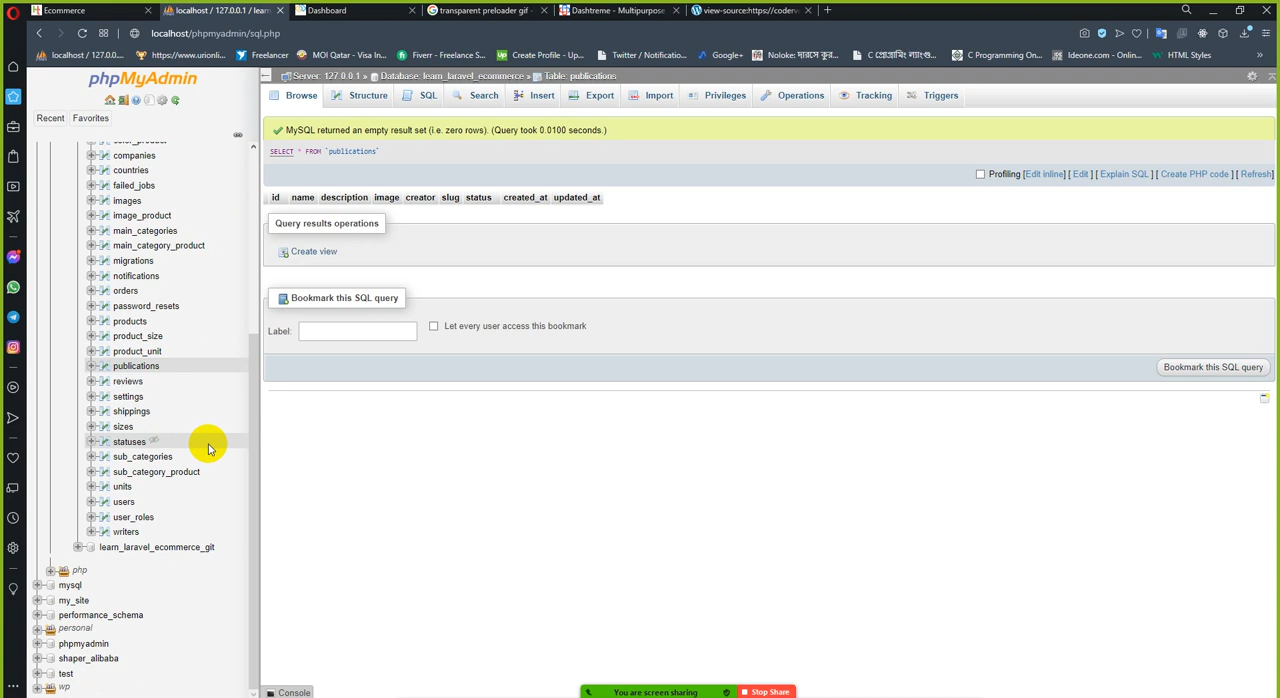 Ecommerce
localhost / 127.0.0.1 / learn
Dashboard
transparent preloader gif -
Dashtreme - Multipurpose
view-source:https://coderv
localhost/phpmyadmin/sql.php
localhost / 127.0.0....
https://www.urionli...
Freelancer
MOI Qatar - Visa In...
Fiverr - Freelance S...
Create Profile - Up...
Twitter / Notificatio...
Google+
Noloke: দারসে কুর...
C প্রোগ্রামিং ল্যাংগু...
C Programming On...
Ideone.com - Onlin...
HTML Styles
phpMyAdmin
Recent Favorites
color_product
companies
countries
failed_jobs
images
image_product
main_categories
main_category_product
migrations
notifications
orders
password_resets
products
product_size
product_unit
publications
reviews
settings
shippings
sizes
statuses
sub_categories
sub_category_product
units
users
user_roles
writers
learn_laravel_ecommerce_git
php
mysql
my_site
performance_schema
personal
phpmyadmin
shaper_alibaba
test
wp
Server: 127.0.0.1 » Database: learn_laravel_ecommerce » Table: publications
Browse Structure SQL Search Insert Export Import Privileges Operations Tracking Triggers
MySQL returned an empty result set (i.e. zero rows). (Query took 0.0100 seconds.)
SELECT * FROM `publications`
Profiling [Edit inline] [ Edit ] [ Explain SQL ] [ Create PHP code ] [ Refresh]
id name description image creator slug status created_at updated_at
Query results operations
Create view
Bookmark this SQL query
Label: Let every user access this bookmark
Bookmark this SQL query
Console
You are screen sharing Stop Share